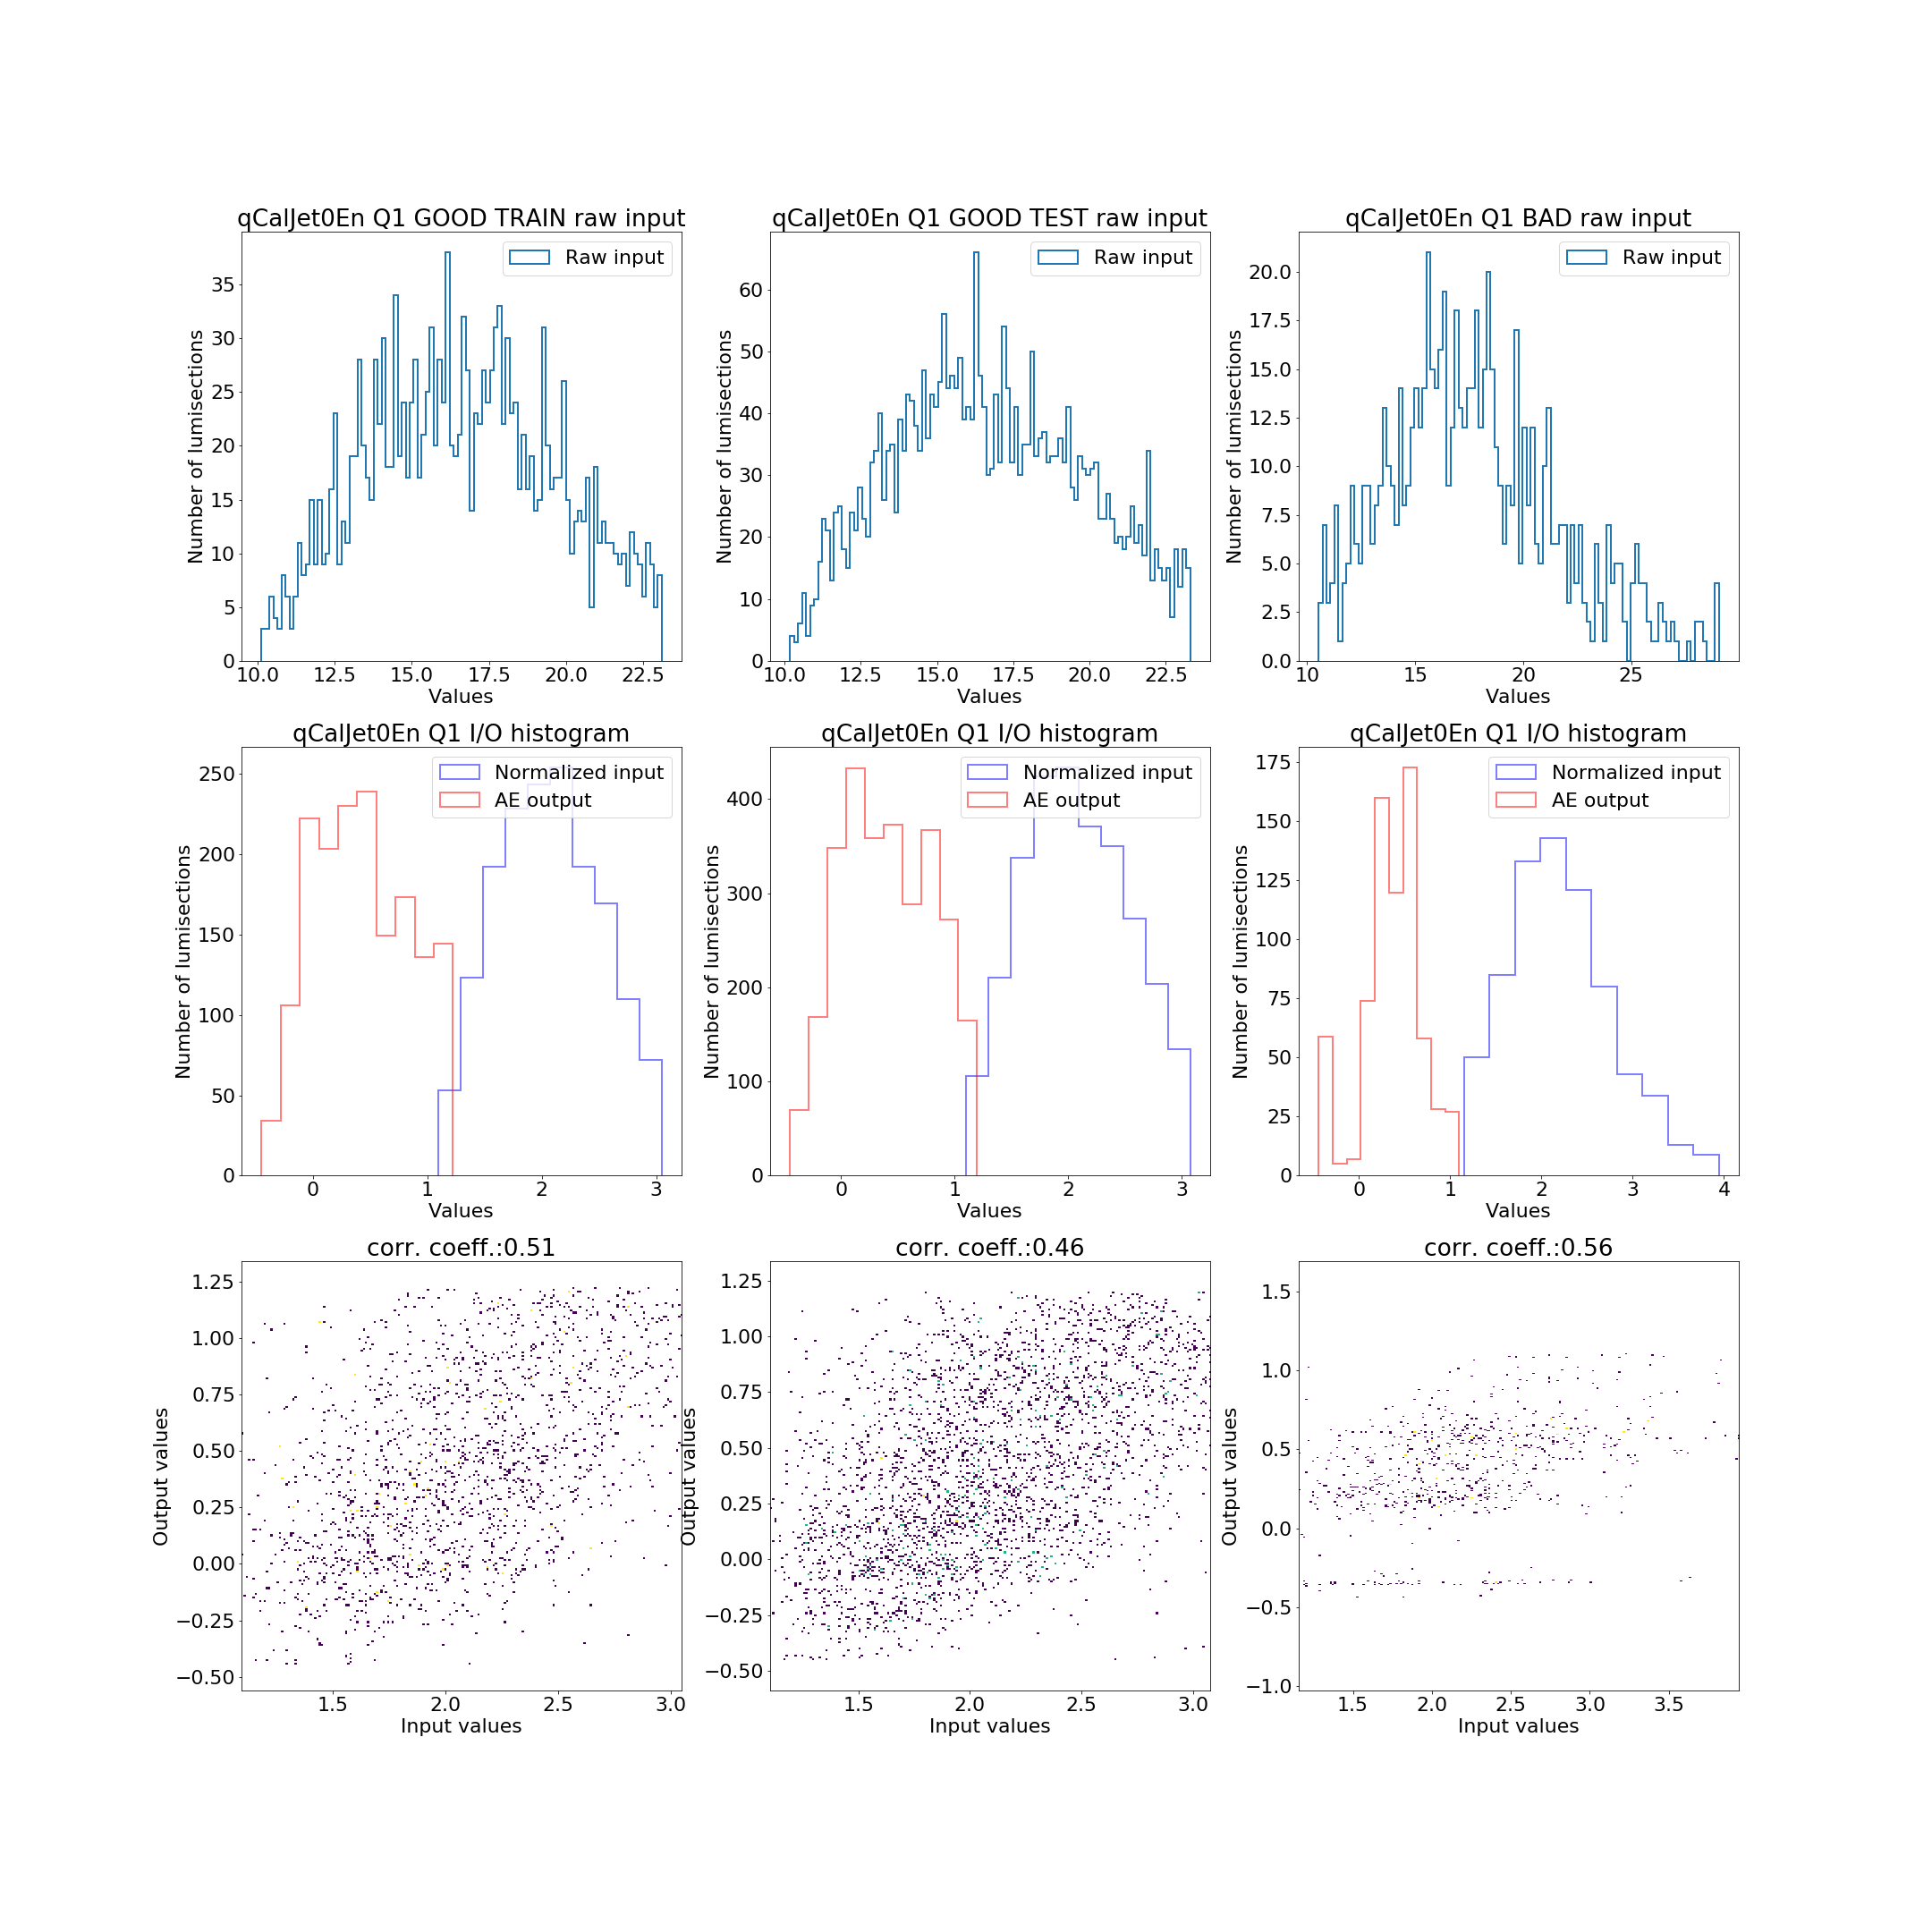 qCalJet0En Q1 GOOD TRAIN raw input
Raw input
Number of lumisections
35
30
25
20
15
10
5
0
10.0 12.5 15.0 17.5 20.0 22.5
Values
qCalJet0En Q1 GOOD TEST raw input
Raw input
Number of lumisections
60
50
40
30
20
10
0
10.0 12.5 15.0 17.5 20.0 22.5
Values
qCalJet0En Q1 BAD raw input
Raw input
Number of lumisections
20.0
17.5
15.0
12.5
10.0
7.5
5.0
2.5
0.0
10 15 20 25
Values
qCalJet0En Q1 I/O histogram
Normalized input
AE output
Number of lumisections
250
200
150
100
50
0
0 1 2 3
Values
qCalJet0En Q1 I/O histogram
Normalized input
AE output
Number of lumisections
400
300
200
100
0
0 1 2 3
Values
qCalJet0En Q1 I/O histogram
Normalized input
AE output
Number of lumisections
175
150
125
100
75
50
25
0
0 1 2 3 4
Values
corr. coeff.:0.51
Output values
1.25
1.00
0.75
0.50
0.25
0.00
−0.25
−0.50
1.5 2.0 2.5 3.0
Input values
corr. coeff.:0.46
Output values
1.25
1.00
0.75
0.50
0.25
0.00
−0.25
−0.50
1.5 2.0 2.5 3.0
Input values
corr. coeff.:0.56
Output values
1.5
1.0
0.5
0.0
−0.5
−1.0
1.5 2.0 2.5 3.0 3.5
Input values